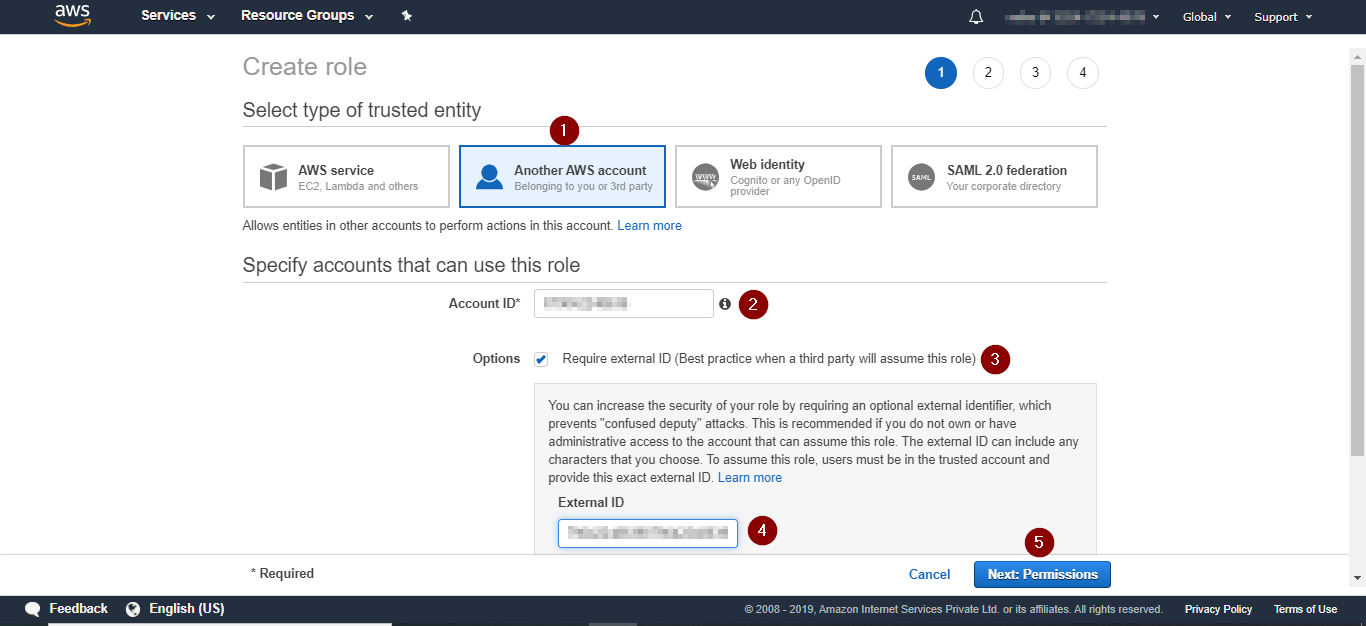 aws Services Resource Groups Global Support
Create role 1 2 3 4
Select type of trusted entity
1
AWS service
EC2, Lambda and others
Another AWS account
Belonging to you or 3rd party
Web identity
Cognito or any OpenID
provider
SAML
SAML 2.0 federation
Your corporate directory
Allows entities in other accounts to perform actions in this account. Learn more
Specify accounts that can use this role
Account ID* 2
Options Require external ID (Best practice when a third party will assume this role) 3
You can increase the security of your role by requiring an optional external identifier, which
prevents "confused deputy" attacks. This is recommended if you do not own or have
administrative access to the account that can assume this role. The external ID can include any
characters that you choose. To assume this role, users must be in the trusted account and
provide this exact external ID. Learn more
External ID
4
5
* Required Cancel Next: Permissions
Feedback English (US) © 2008 - 2019, Amazon Internet Services Private Ltd. or its affiliates. All rights reserved. Privacy Policy Terms of Use